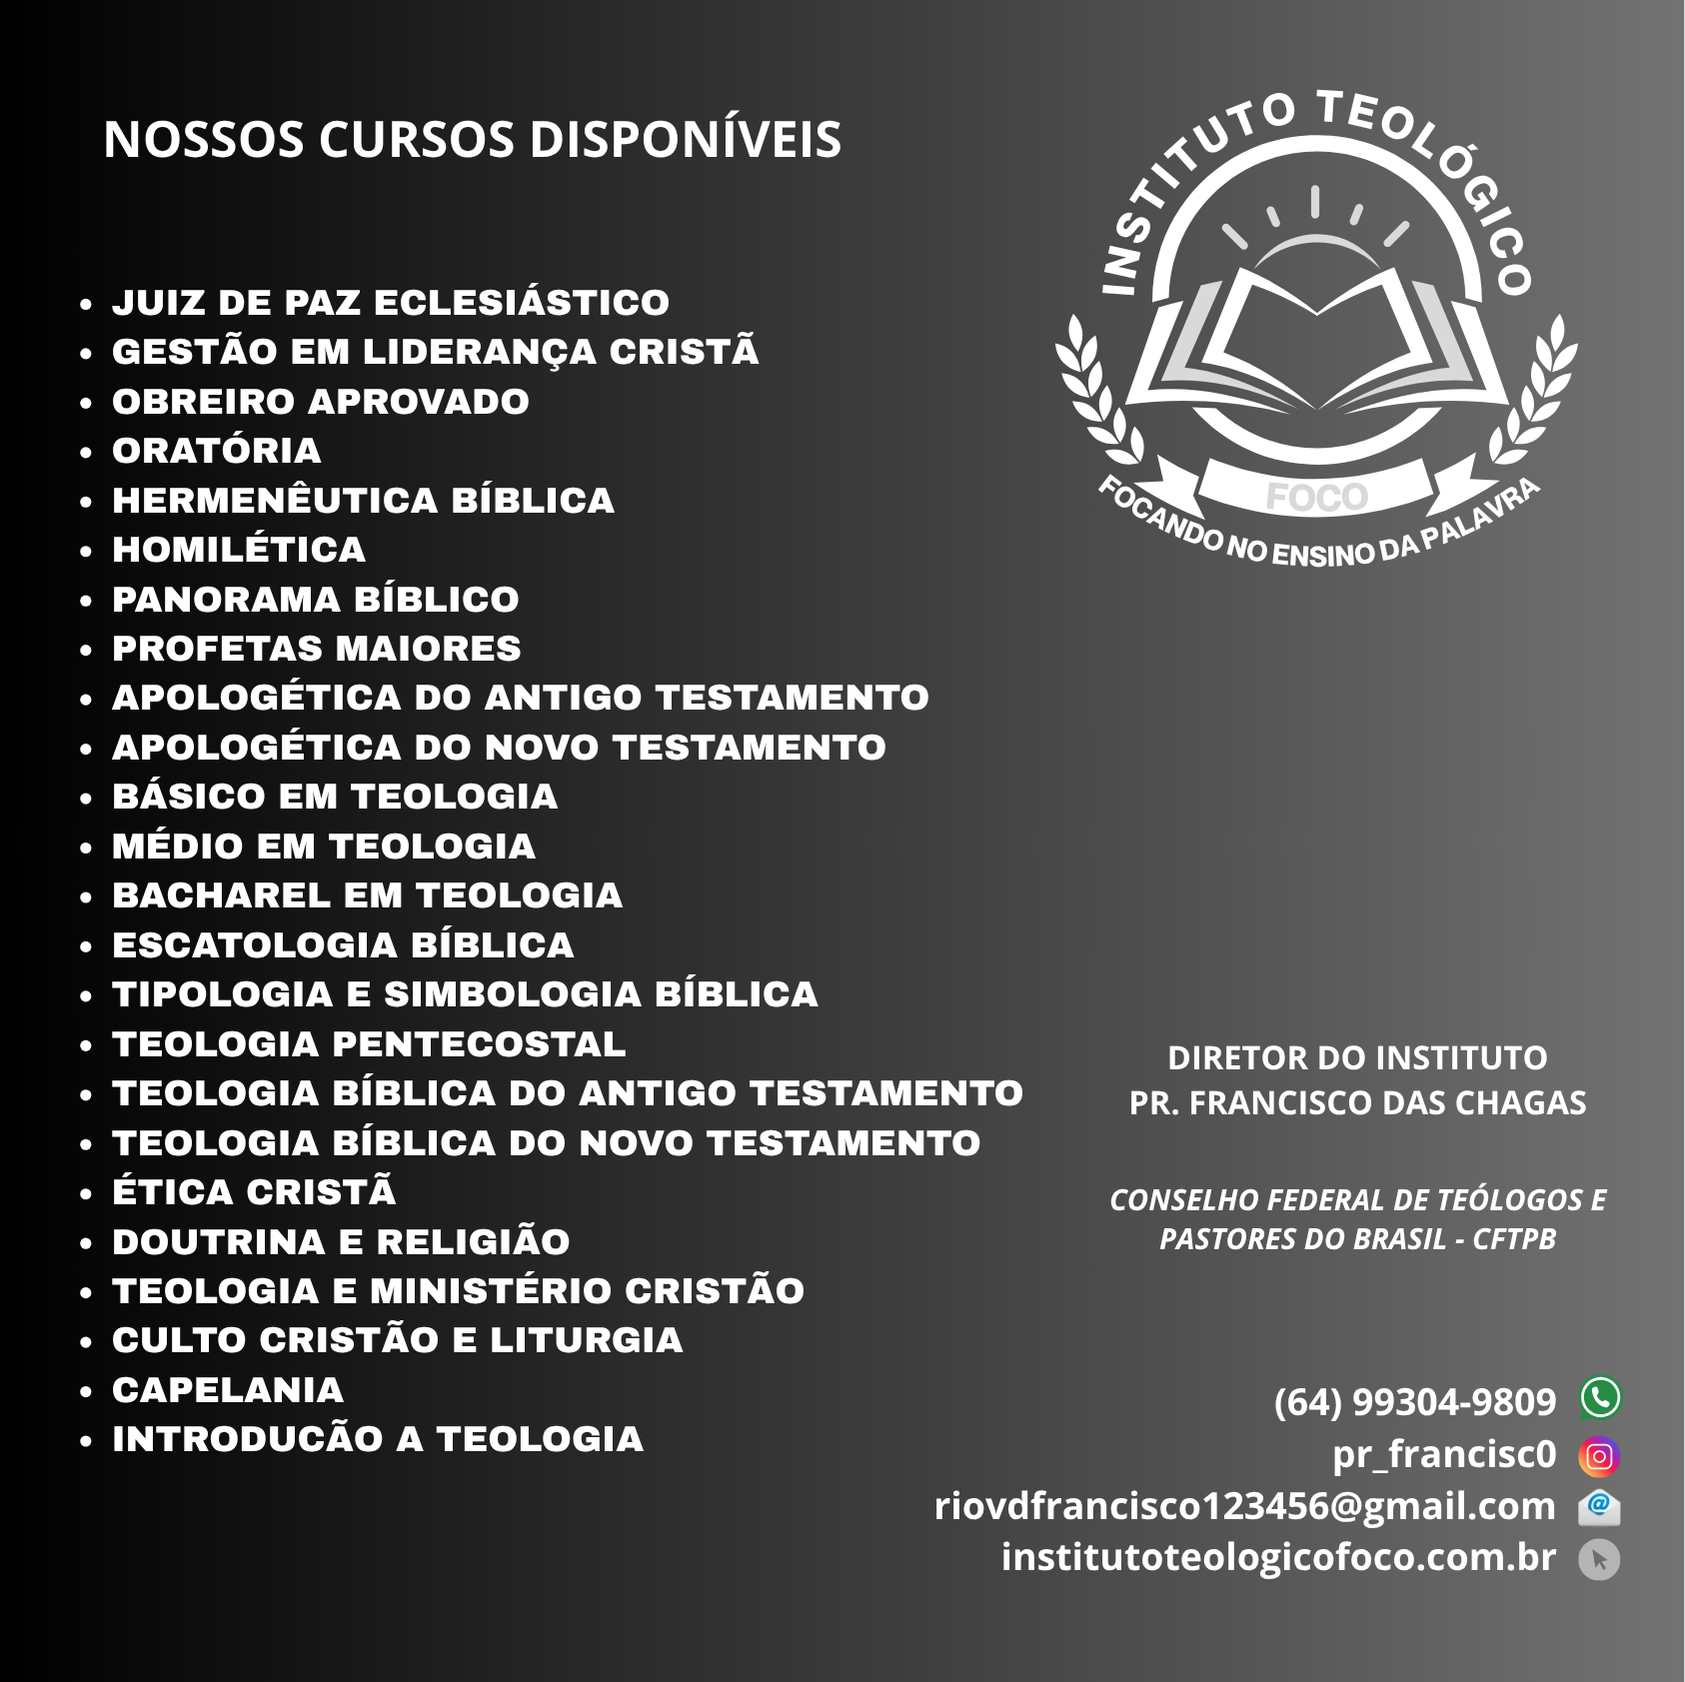 NOSSOS CURSOS DISPONÍVEIS
INSTITUTO TEOLÓGICO
FOCO
FOCANDO NO ENSINO DA PALAVRA
• JUIZ DE PAZ ECLESIÁSTICO
• GESTÃO EM LIDERANÇA CRISTÃ
• OBREIRO APROVADO
• ORATÓRIA
• HERMENÊUTICA BÍBLICA
• HOMILÉTICA
• PANORAMA BÍBLICO
• PROFETAS MAIORES
• APOLOGÉTICA DO ANTIGO TESTAMENTO
• APOLOGÉTICA DO NOVO TESTAMENTO
• BÁSICO EM TEOLOGIA
• MÉDIO EM TEOLOGIA
• BACHAREL EM TEOLOGIA
• ESCATOLOGIA BÍBLICA
• TIPOLOGIA E SIMBOLOGIA BÍBLICA
• TEOLOGIA PENTECOSTAL
• TEOLOGIA BÍBLICA DO ANTIGO TESTAMENTO
• TEOLOGIA BÍBLICA DO NOVO TESTAMENTO
• ÉTICA CRISTÃ
• DOUTRINA E RELIGIÃO
• TEOLOGIA E MINISTÉRIO CRISTÃO
• CULTO CRISTÃO E LITURGIA
• CAPELANIA
• INTRODUCÃO A TEOLOGIA
DIRETOR DO INSTITUTO
PR. FRANCISCO DAS CHAGAS
CONSELHO FEDERAL DE TEÓLOGOS E
PASTORES DO BRASIL - CFTPB
(64) 99304-9809
pr_francisc0
riovdfrancisco123456@gmail.com
institutoteologicofoco.com.br